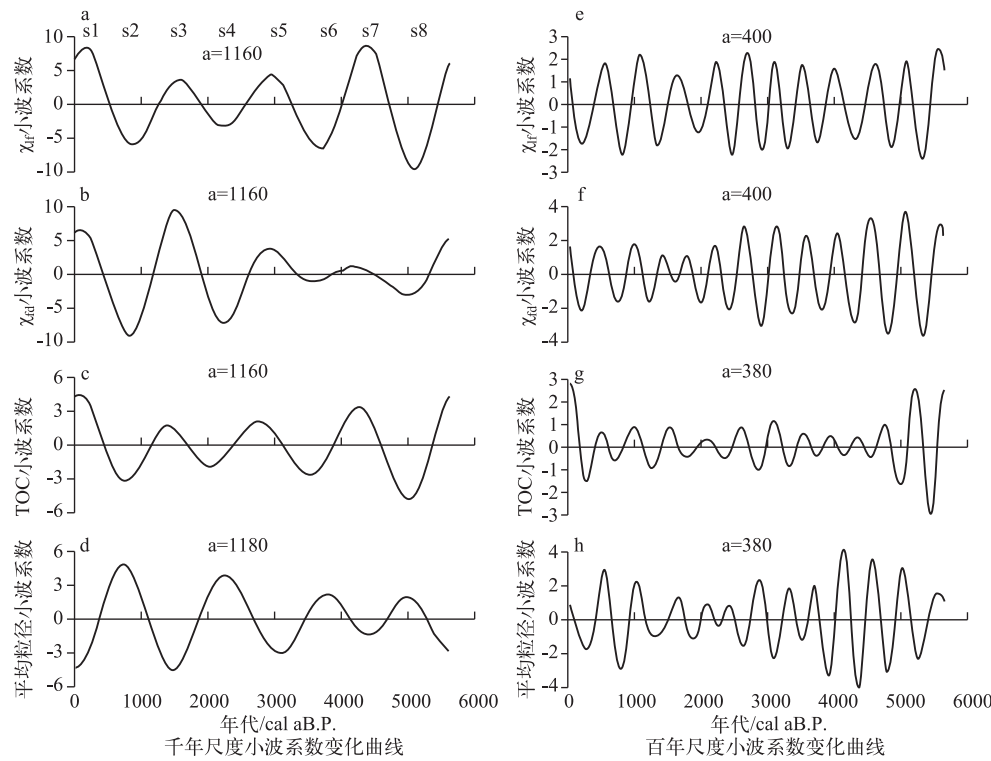 a
s1 s2 s3 s4 s5 s6 s7 s8
a=1160
10
5
0
-5
-10
χlf小波系数
b
a=1160
10
5
0
-5
-10
χfd小波系数
c
a=1160
6
3
0
-3
-6
TOC小波系数
d
a=1180
6
3
0
-3
-6
平均粒径小波系数
0 1000 2000 3000 4000 5000 6000
年代/cal aB.P.
千年尺度小波系数变化曲线
e
a=400
3
2
1
0
-1
-2
-3
χlf小波系数
f
a=400
4
2
0
-2
-4
χfd小波系数
g
a=380
3
2
1
0
-1
-2
-3
TOC小波系数
h
a=380
4
2
0
-2
-4
平均粒径小波系数
0 1000 2000 3000 4000 5000 6000
年代/cal aB.P.
百年尺度小波系数变化曲线